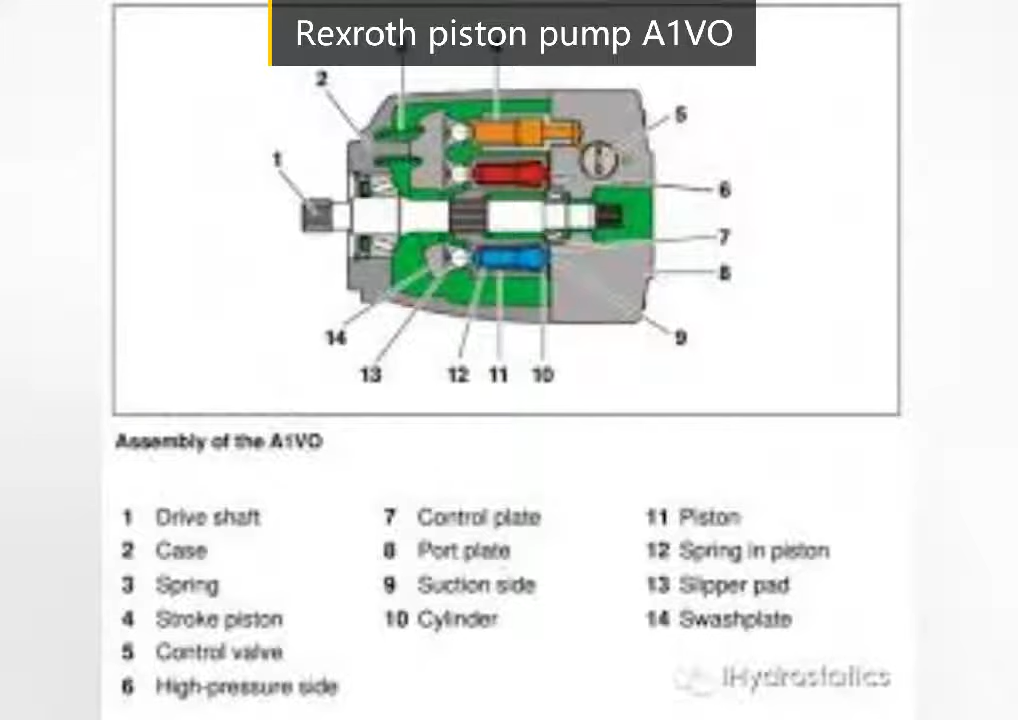 Rexroth piston pump A1VO
2
1
5
6
7
8
14
9
13
12
11
10
Assembly of the A1VO
1 Drive shaft
2 Case
3 Spring
4 Stroke piston
5 Control valve
6 High-pressure side
7 Control plate
8 Port plate
9 Suction side
10 Cylinder
11 Piston
12 Spring in piston
13 Slipper pad
14 Swashplate
iHydrostatics